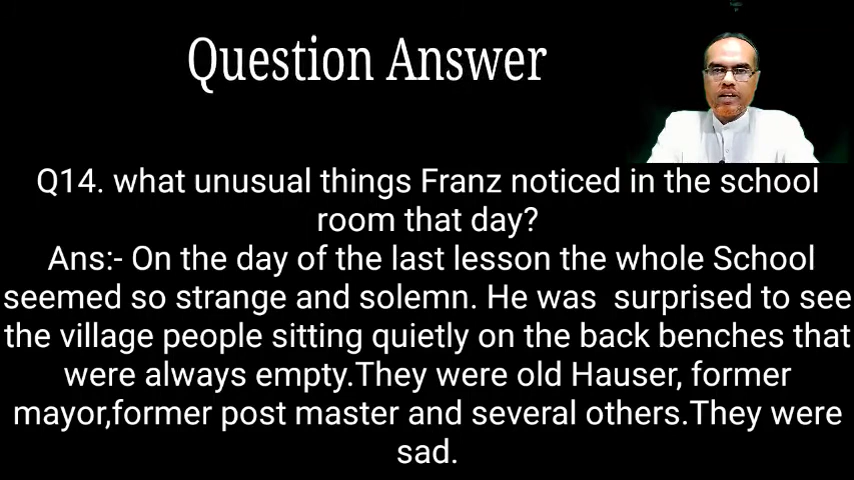 Question Answer
Q14. what unusual things Franz noticed in the school
room that day?
Ans:- On the day of the last lesson the whole School
seemed so strange and solemn. He was  surprised to see
the village people sitting quietly on the back benches that
were always empty.They were old Hauser, former
mayor,former post master and several others.They were
sad.